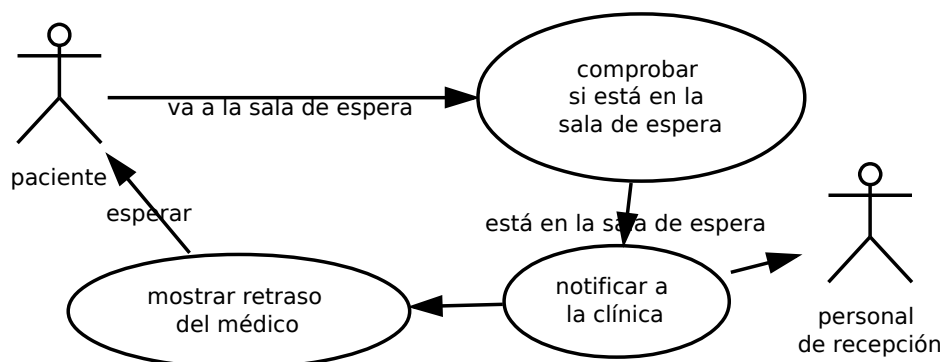 comprobar
si está en la
sala de espera
va a la sala de espera
paciente
esperar
está en la sala de espera
mostrar retraso
del médico
notificar a
la clínica
personal
de recepción